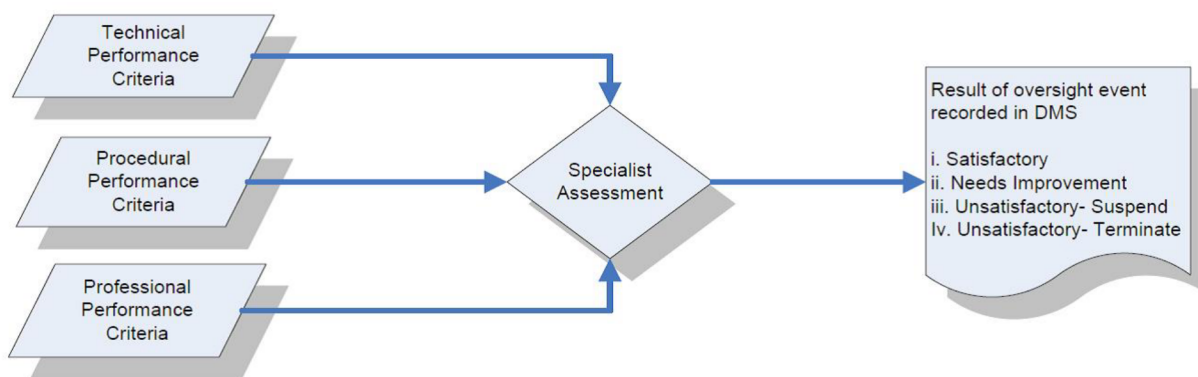 Technical
Performance
Criteria
Procedural
Performance
Criteria
Professional
Performance
Criteria
Specialist
Assessment
Result of oversight event
recorded in DMS
i. Satisfactory
ii. Needs Improvement
iii. Unsatisfactory- Suspend
Iv. Unsatisfactory- Terminate